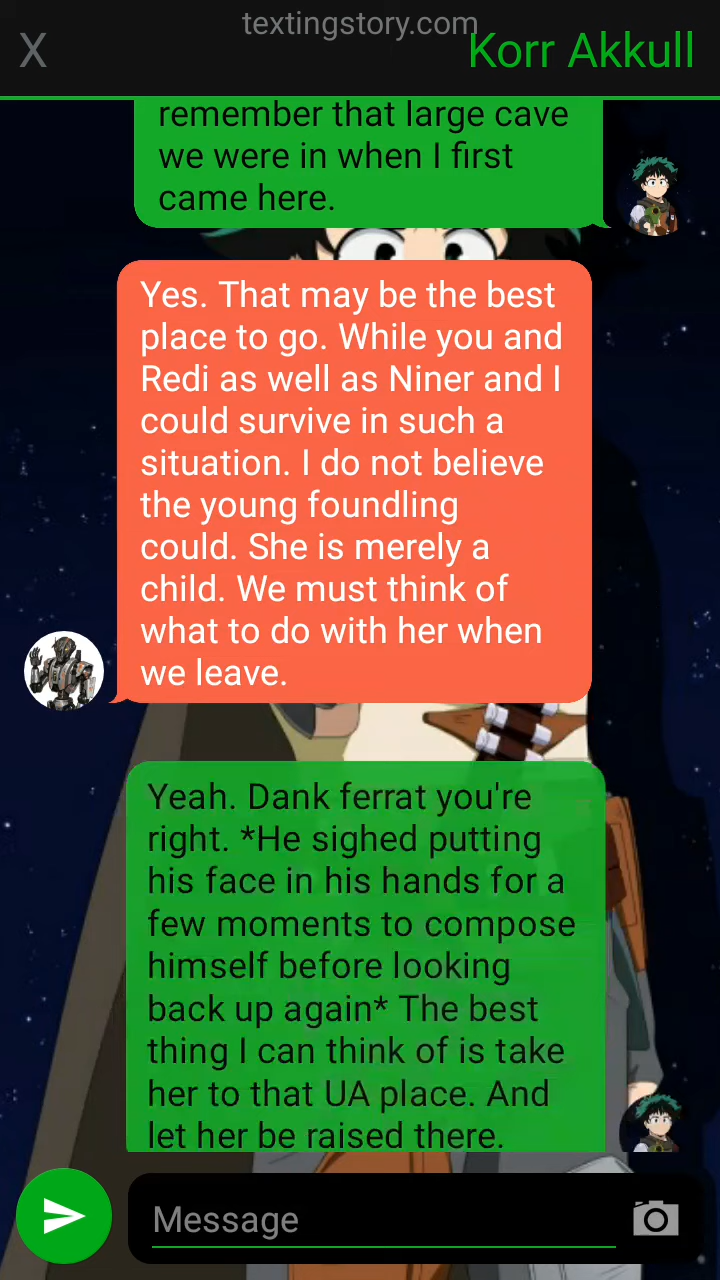 textingstory.com
X
Korr Akkull
remember that large cave
we were in when I first
came here.
Yes. That may be the best
place to go. While you and
Redi as well as Niner and I
could survive in such a
situation. I do not believe
the young foundling
could. She is merely a
child. We must think of
what to do with her when
we leave.
Yeah. Dank ferrat you're
right. *He sighed putting
his face in his hands for a
few moments to compose
himself before looking
back up again* The best
thing I can think of is take
her to that UA place. And
let her be raised there.
Message